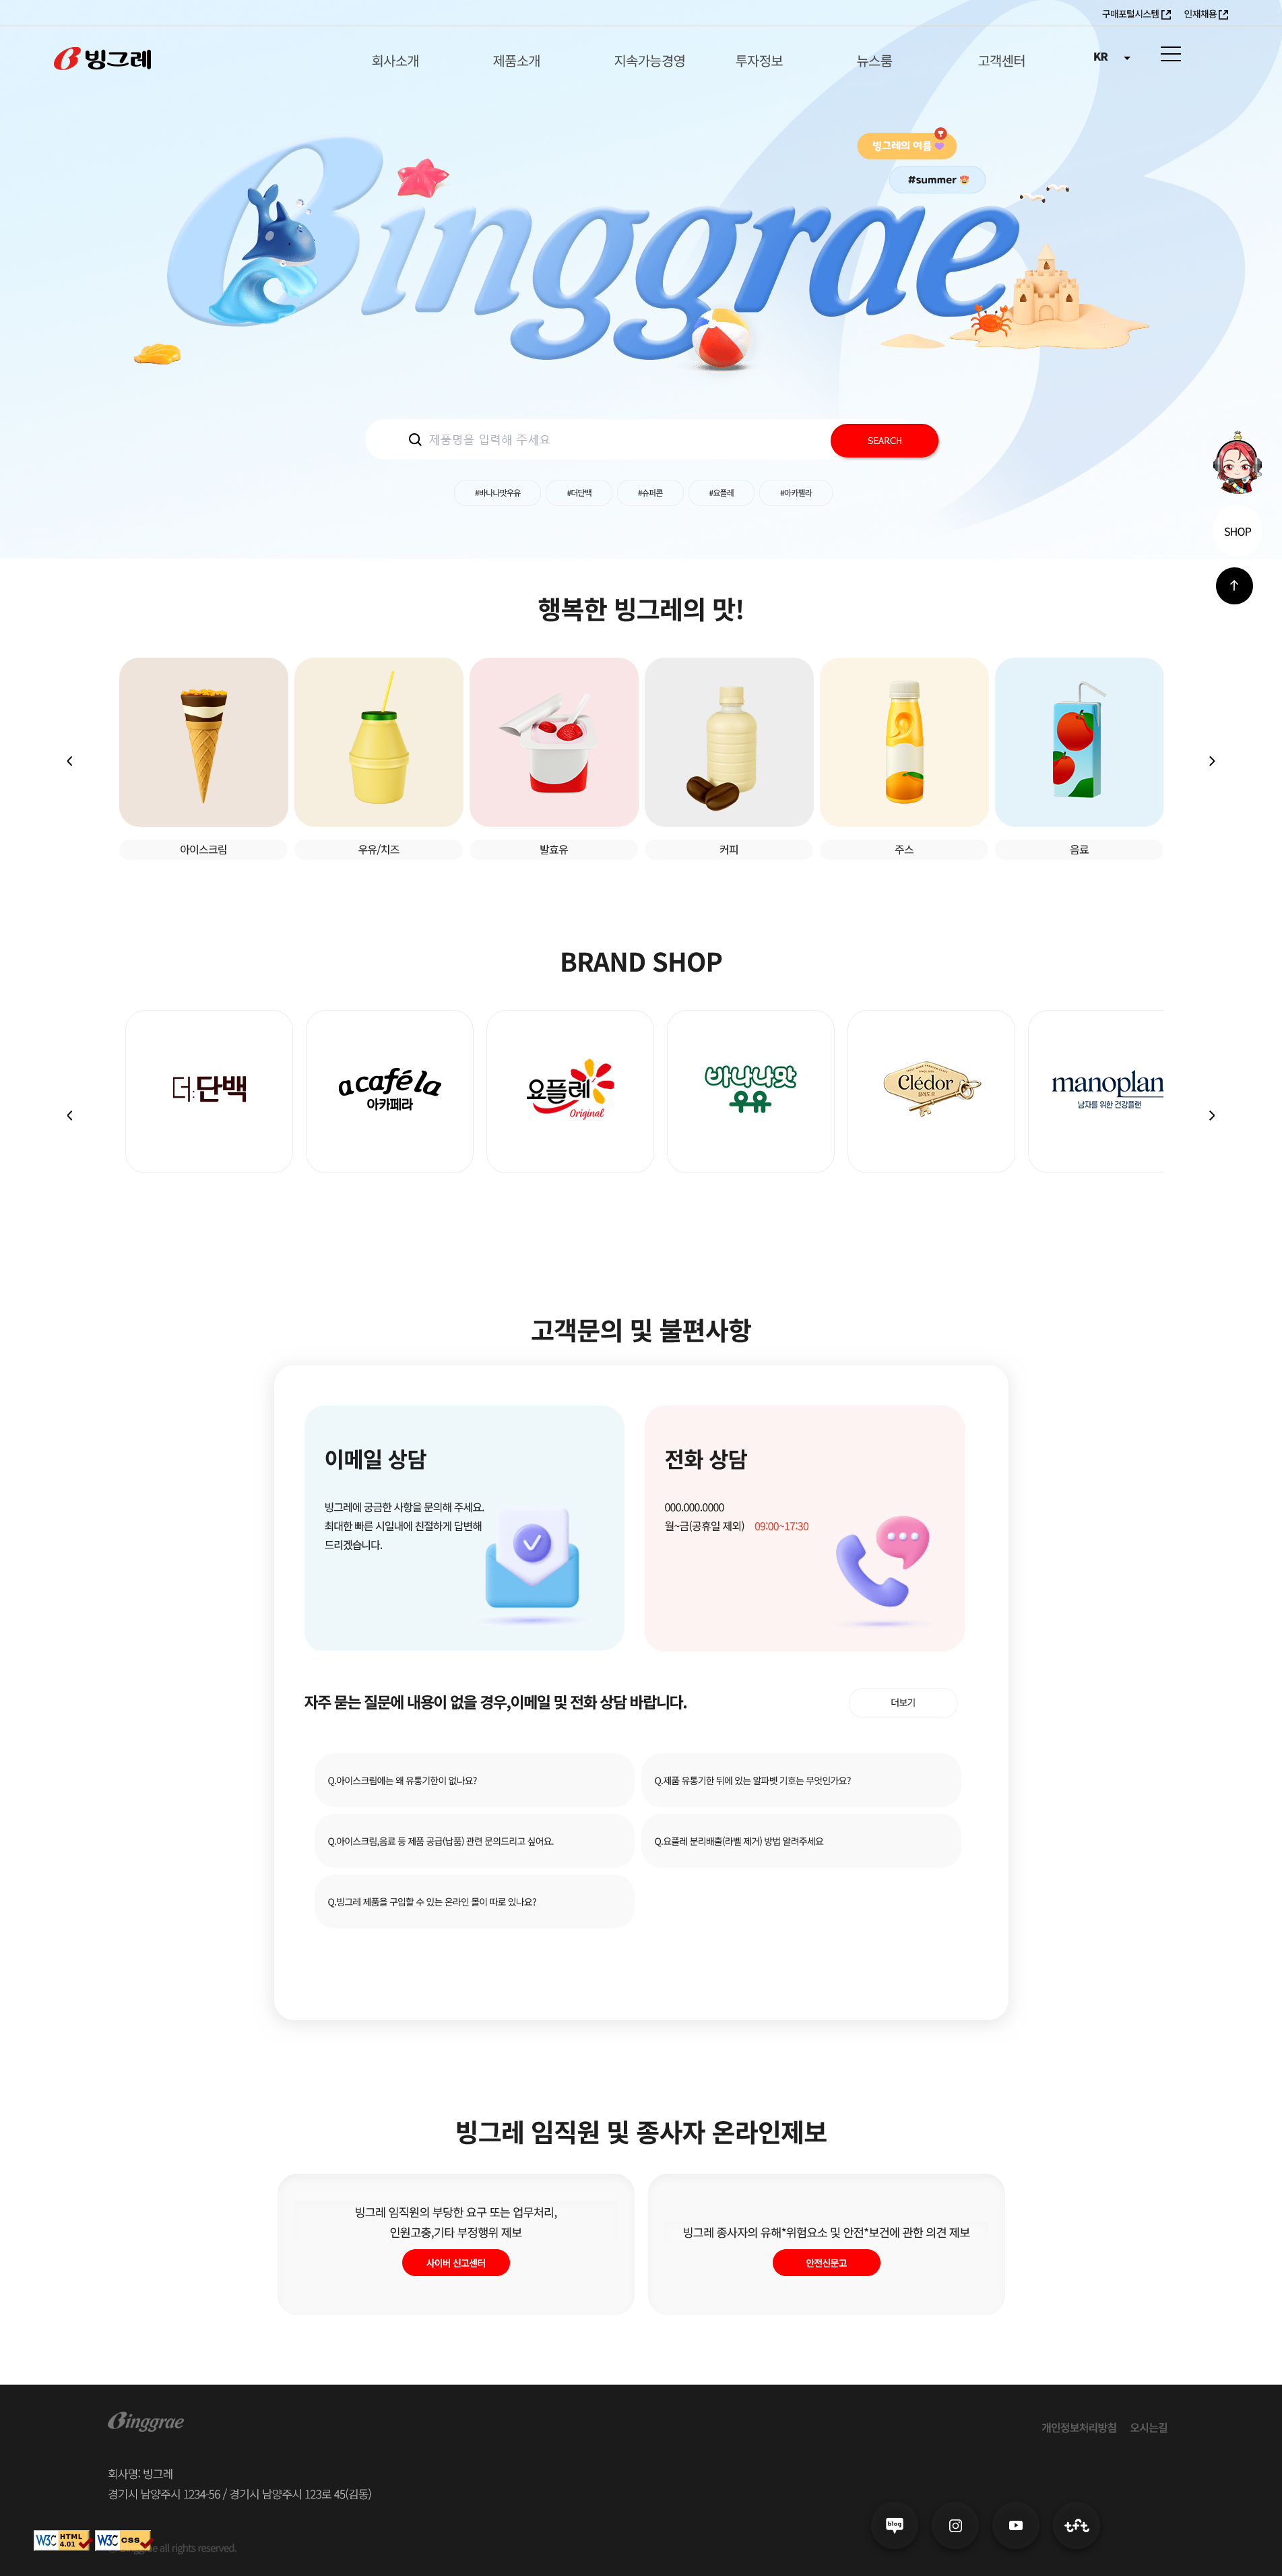 구매포털시스템
인재채용
빙그레
회사소개
제품소개
지속가능경영
투자정보
뉴스룸
고객센터
KR
빙그레의 여름
#summer
Binggrae
제품명을 입력해 주세요
SEARCH
#바나나맛우유
#더단백
#슈퍼콘
#요플레
#아카펠라
SHOP
행복한 빙그레의 맛!
아이스크림
우유/치즈
발효유
커피
주스
음료
BRAND SHOP
더:단백
acaféla
아카페라
요플레
Original
바나나맛
우유
Clédor
끌레도르
manoplan
남자를 위한 건강플랜
고객문의 및 불편사항
이메일 상담
빙그레에 궁금한 사항을 문의해 주세요.
최대한 빠른 시일내에 친절하게 답변해
드리겠습니다.
전화 상담
000.000.0000
월~금(공휴일 제외) 09:00~17:30
자주 묻는 질문에 내용이 없을 경우,이메일 및 전화 상담 바랍니다.
더보기
Q.아이스크림에는 왜 유통기한이 없나요?
Q.제품 유통기한 뒤에 있는 알파벳 기호는 무엇인가요?
Q.아이스크림,음료 등 제품 공급(납품) 관련 문의드리고 싶어요.
Q.요플레 분리배출(라벨 제거) 방법 알려주세요
Q.빙그레 제품을 구입할 수 있는 온라인 몰이 따로 있나요?
빙그레 임직원 및 종사자 온라인제보
빙그레 임직원의 부당한 요구 또는 업무처리,
인원고충,기타 부정행위 제보
사이버 신고센터
빙그레 종사자의 유해*위험요소 및 안전*보건에 관한 의견 제보
안전신문고
Binggrae
개인정보처리방침
오시는길
회사명: 빙그레
경기시 남양주시 1234-56 / 경기시 남양주시 123로 45(김동)
blog
W3C HTML 4.01
W3C css
all rights reserved.